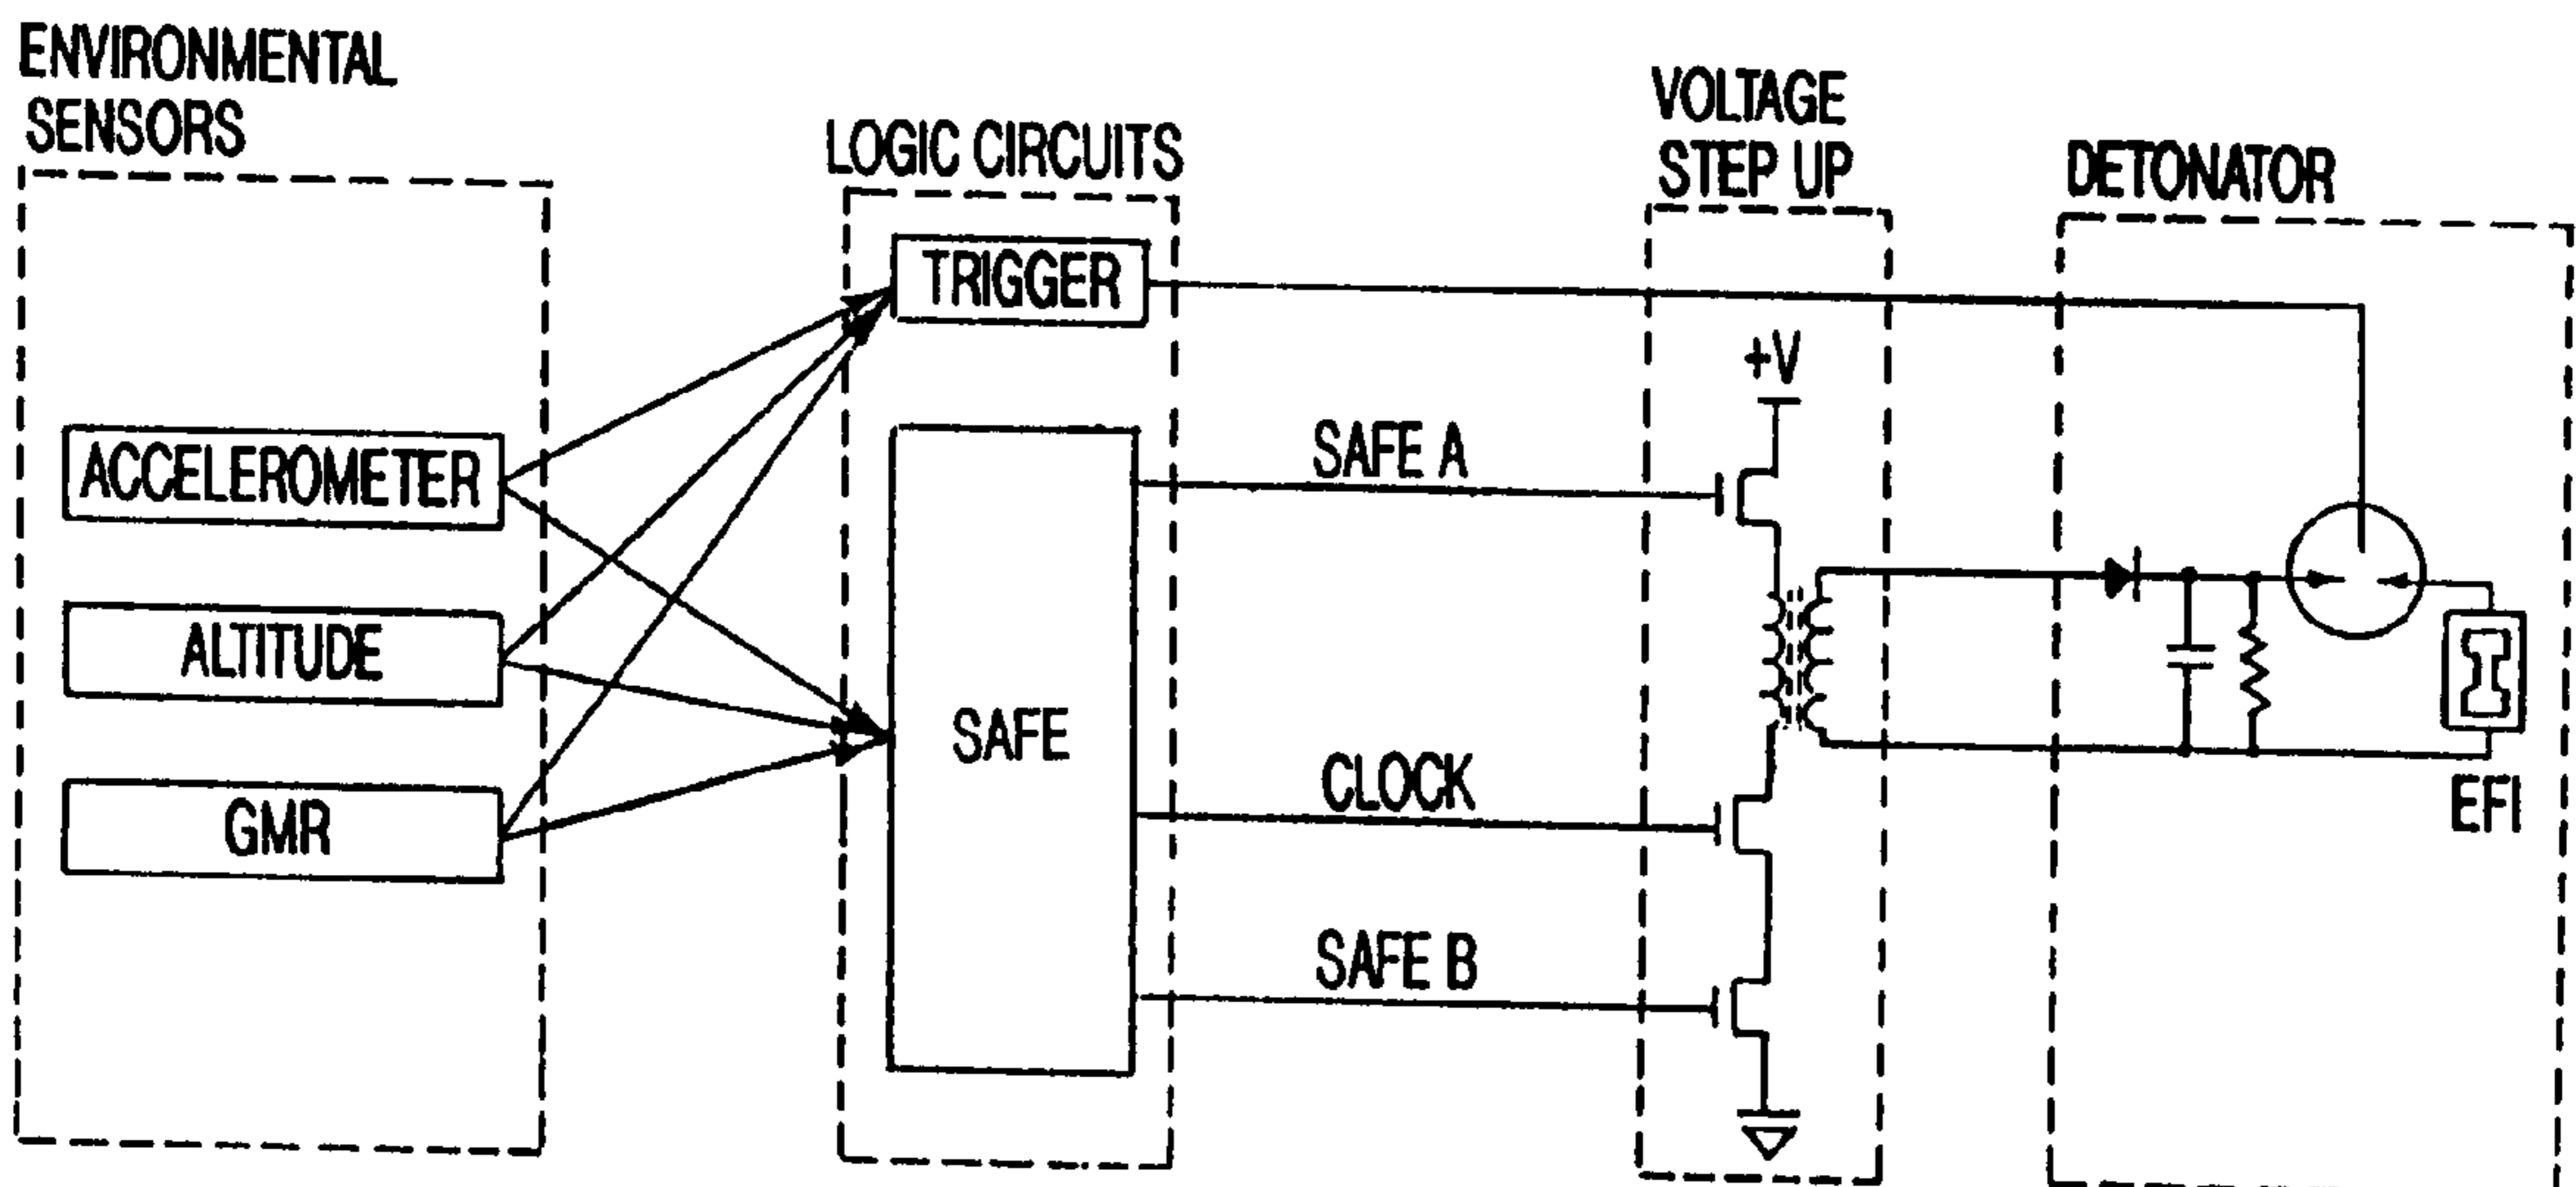 ENVIRONMENTAL
SENSORS
LOGIC CIRCUITS
VOLTAGE
STEP UP
DETONATOR
TRIGGER
+V
ACCELEROMETER
SAFE A
ALTITUDE
SAFE
CLOCK
GMR
EFI
SAFE B